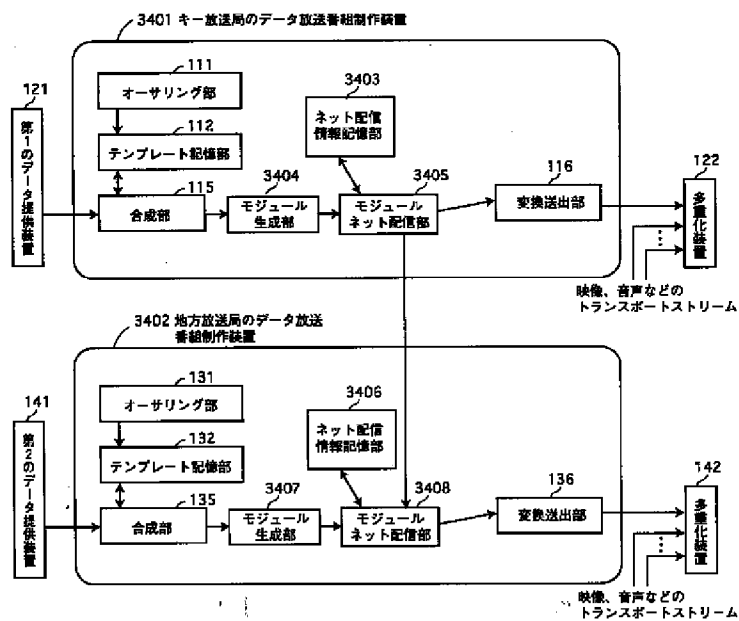 3401 キー放送局のデータ放送番組制作装置
121
第1のデータ提供装置
111
オーサリング部
112
テンプレート記憶部
115
合成部
3404
モジュール
生成部
3403
ネット配信
情報記憶部
3405
モジュール
ネット配信部
116
変換送出部
122
多重化装置
映像、音声などの
トランスポートストリーム
3402 地方放送局のデータ放送
番組制作装置
141
第2のデータ提供装置
131
オーサリング部
132
テンプレート記憶部
135
合成部
3407
モジュール
生成部
3406
ネット配信
情報記憶部
3408
モジュール
ネット配信部
136
変換送出部
142
多重化装置
映像、音声などの
トランスポートストリーム